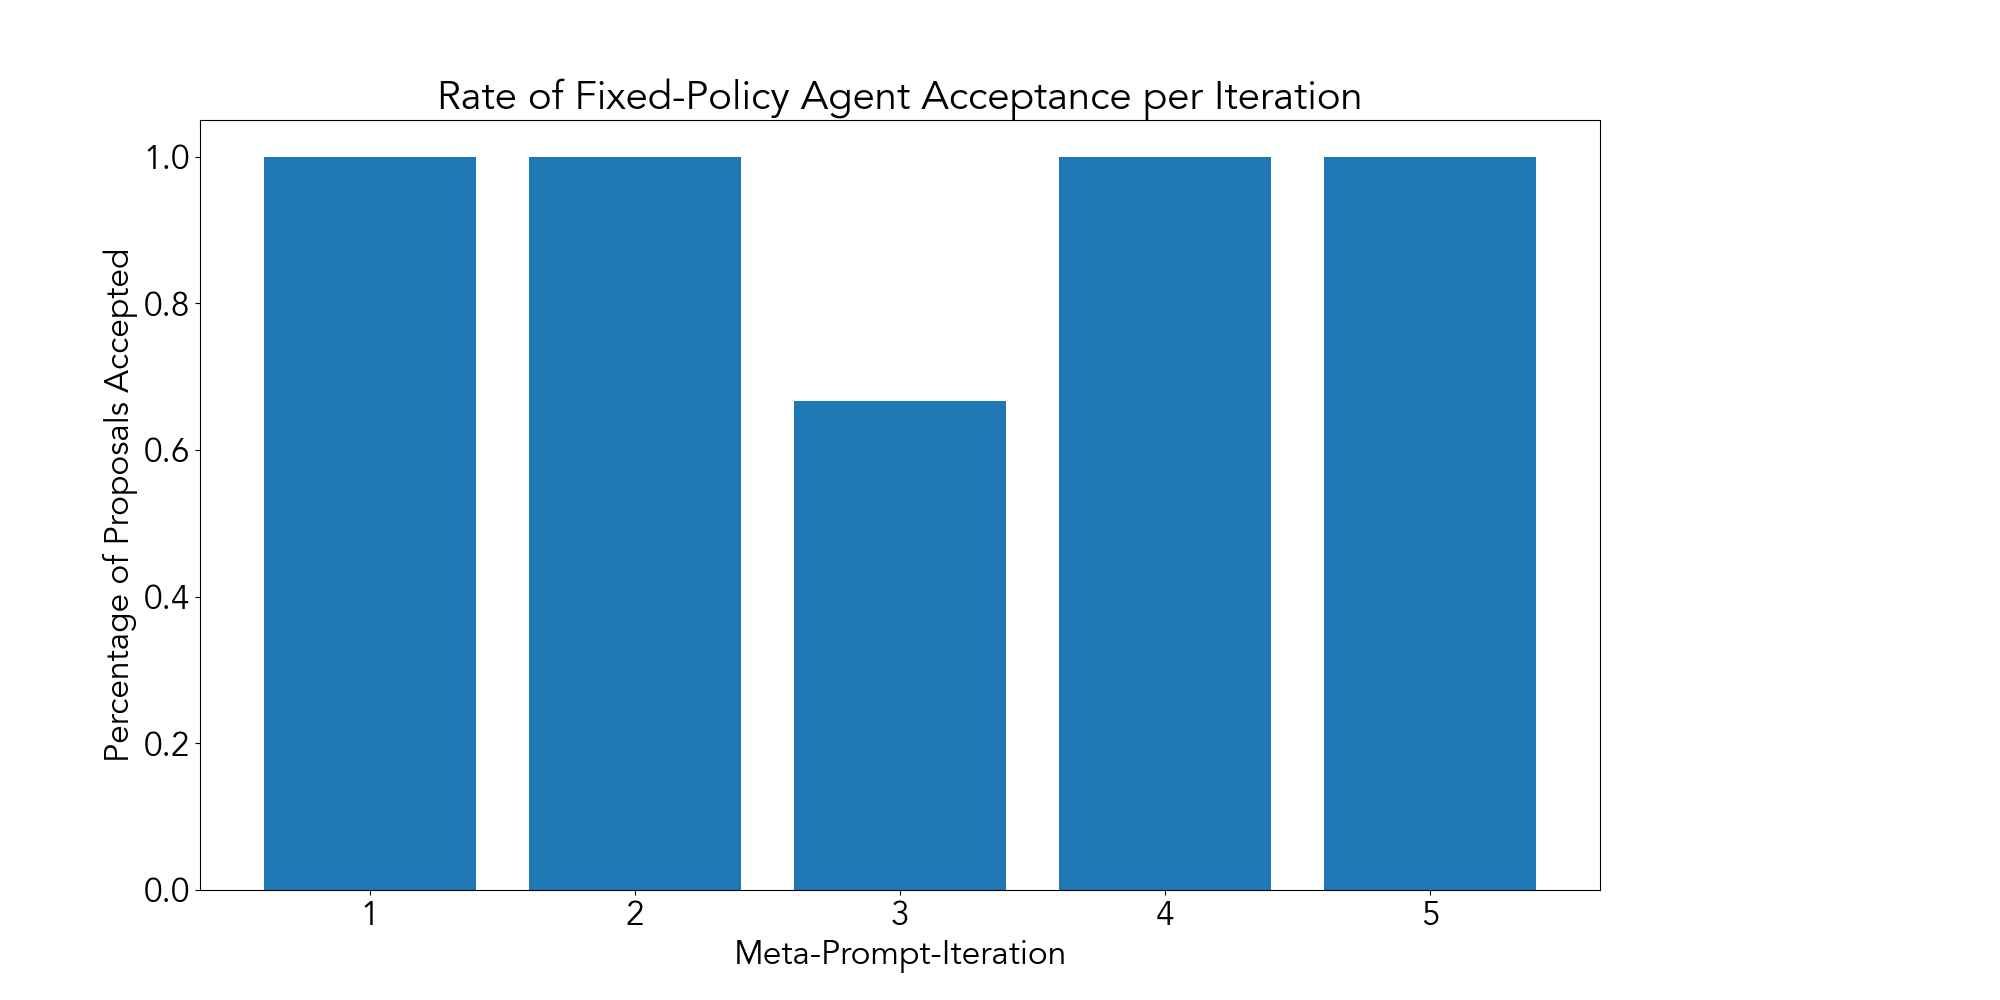 Rate of Fixed-Policy Agent Acceptance per Iteration
Percentage of Proposals Accepted
1.0
0.8
0.6
0.4
0.2
0.0
1 2 3 4 5
Meta-Prompt-Iteration